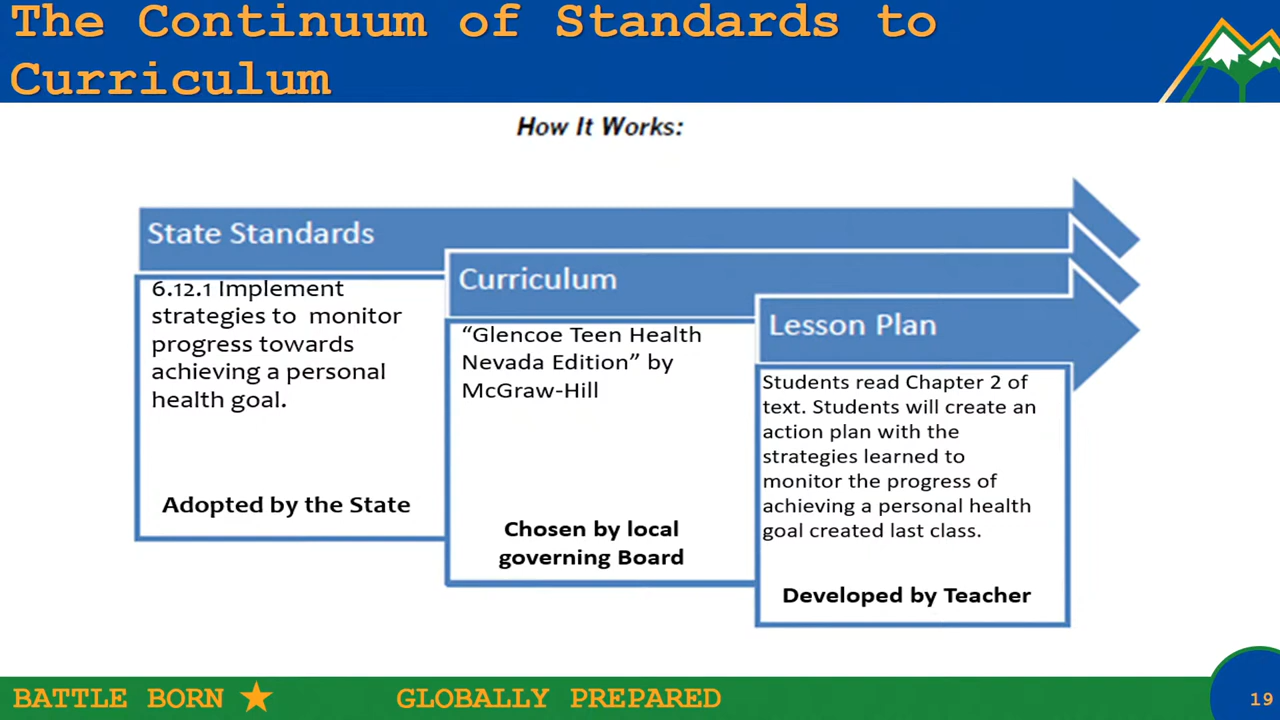 The Continuum of Standards to
Curriculum
How It Works:
State Standards
6.12.1 Implement
strategies to monitor
progress towards
achieving a personal
health goal.
Adopted by the State
Curriculum
“Glencoe Teen Health
Nevada Edition” by
McGraw-Hill
Chosen by local
governing Board
Lesson Plan
Students read Chapter 2 of
text. Students will create an
action plan with the
strategies learned to
monitor the progress of
achieving a personal health
goal created last class.
Developed by Teacher
BATTLE BORN GLOBALLY PREPARED
19